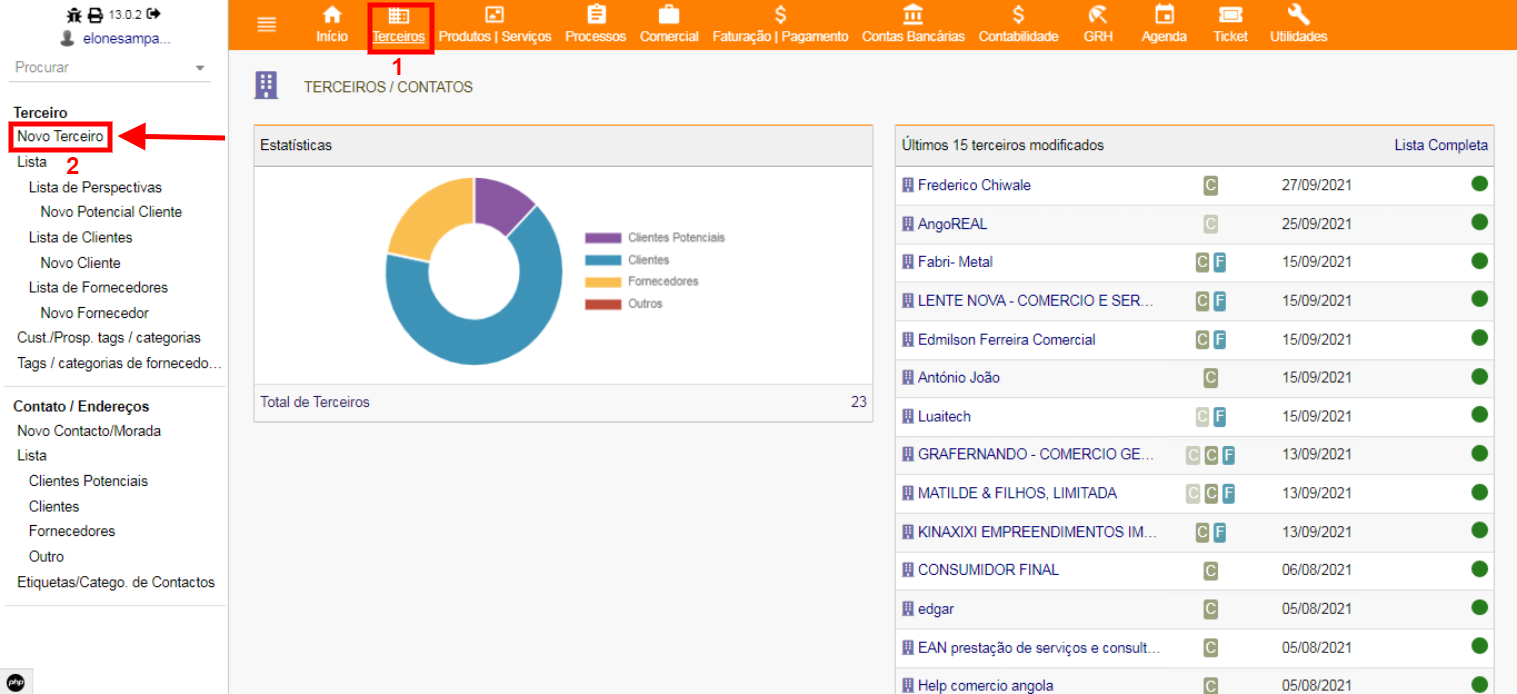 13.0.2
elonesampa...
Procurar
Início
Terceiros
Produtos | Serviços
Processos
Comercial
Faturação | Pagamento
Contas Bancárias
Contabilidade
GRH
Agenda
Ticket
Utilidades
1
Terceiro
Novo Terceiro
2
Lista
Lista de Perspectivas
Novo Potencial Cliente
Lista de Clientes
Novo Cliente
Lista de Fornecedores
Novo Fornecedor
Cust./Prosp. tags / categorias
Tags / categorias de fornecedo...
Contato / Endereços
Novo Contacto/Morada
Lista
Clientes Potenciais
Clientes
Fornecedores
Outro
Etiquetas/Catego. de Contactos
php
TERCEIROS / CONTATOS
Estatísticas
Clientes Potenciais
Clientes
Fornecedores
Outros
Total de Terceiros 23
Últimos 15 terceiros modificados Lista Completa
Frederico Chiwale C 27/09/2021
AngoREAL C 25/09/2021
Fabri- Metal C F 15/09/2021
LENTE NOVA - COMERCIO E SER... C F 15/09/2021
Edmilson Ferreira Comercial C F 15/09/2021
António João C 15/09/2021
Luaitech C F 15/09/2021
GRAFERNANDO - COMERCIO GE... C C F 13/09/2021
MATILDE & FILHOS, LIMITADA C C F 13/09/2021
KINAXIXI EMPREENDIMENTOS IM... C F 13/09/2021
CONSUMIDOR FINAL C 06/08/2021
edgar C 05/08/2021
EAN prestação de serviços e consult... C 05/08/2021
Help comercio angola C 05/08/2021